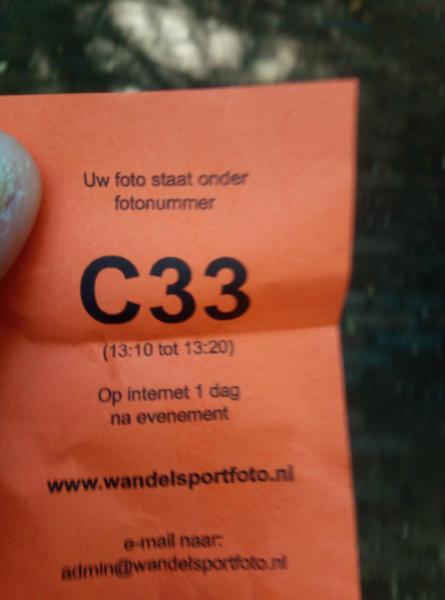 Uw foto staat onder
fotonummer
C33
(13:10 tot 13:20)
Op internet 1 dag
na evenement
www.wandelsportfoto.nl
e-mail naar:
admin@wandelsportfoto.nl